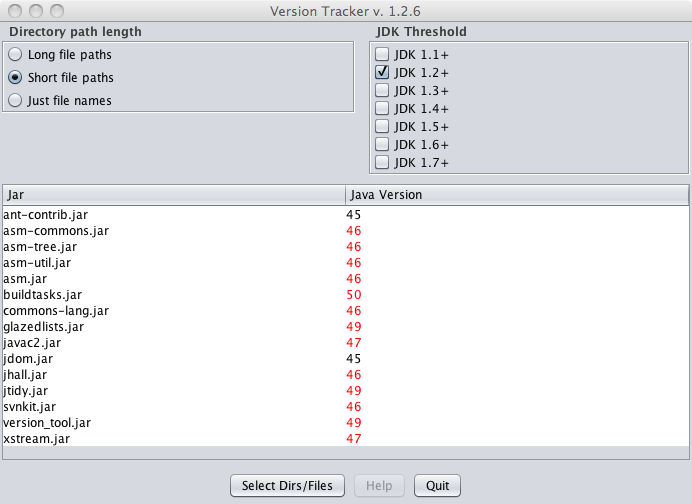 Version Tracker v. 1.2.6
Directory path length
Long file paths
Short file paths
Just file names
JDK Threshold
JDK 1.1+
JDK 1.2+
JDK 1.3+
JDK 1.4+
JDK 1.5+
JDK 1.6+
JDK 1.7+
Jar Java Version
ant-contrib.jar 45
asm-commons.jar 46
asm-tree.jar 46
asm-util.jar 46
asm.jar 46
buildtasks.jar 50
commons-lang.jar 46
glazedlists.jar 49
javac2.jar 47
jdom.jar 45
jhall.jar 46
jtidy.jar 49
svnkit.jar 46
version_tool.jar 49
xstream.jar 47
Select Dirs/Files Help Quit